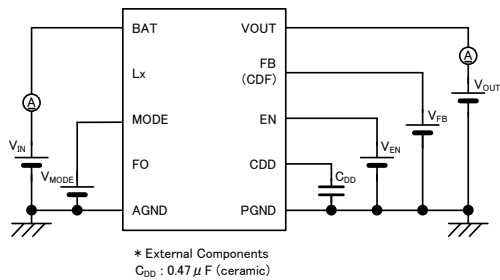 BAT
VOUT
A
A
FB
(CDF)
Lx
VOUT
MODE
EN
VFB
VIN
VEN
VMODE
FO
CDD
CDD
AGND
PGND
* External Components
CDD : 0.47 μ F (ceramic)